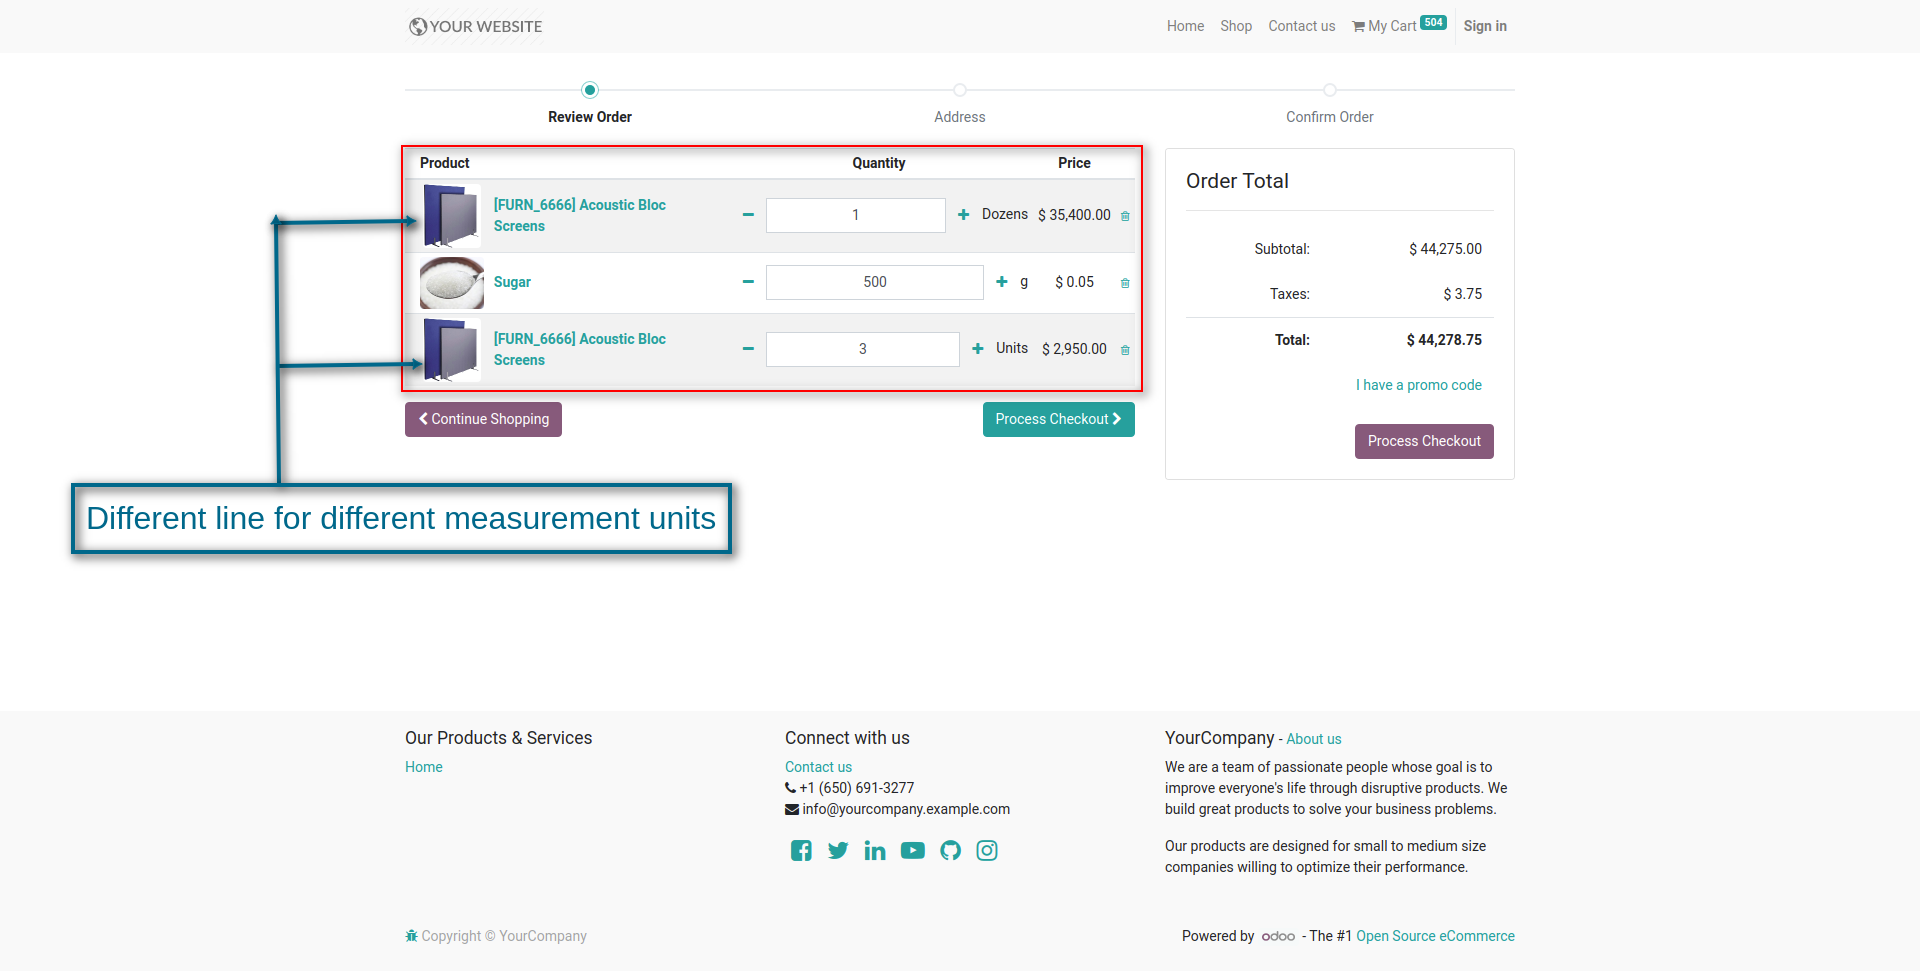 YOUR WEBSITE
Home Shop Contact us My Cart 504 Sign in
Review Order Address Confirm Order
Product Quantity Price
[FURN_6666] Acoustic Bloc
Screens
1 Dozens $ 35,400.00
Sugar 500 g $ 0.05
[FURN_6666] Acoustic Bloc
Screens
3 Units $ 2,950.00
Continue Shopping Process Checkout
Order Total
Subtotal: $ 44,275.00
Taxes: $ 3.75
Total: $ 44,278.75
I have a promo code
Process Checkout
Different line for different measurement units
Our Products & Services
Home
Connect with us
Contact us
+1 (650) 691-3277
info@yourcompany.example.com
YourCompany - About us
We are a team of passionate people whose goal is to
improve everyone's life through disruptive products. We
build great products to solve your business problems.
Our products are designed for small to medium size
companies willing to optimize their performance.
Copyright © YourCompany
Powered by odoo - The #1 Open Source eCommerce